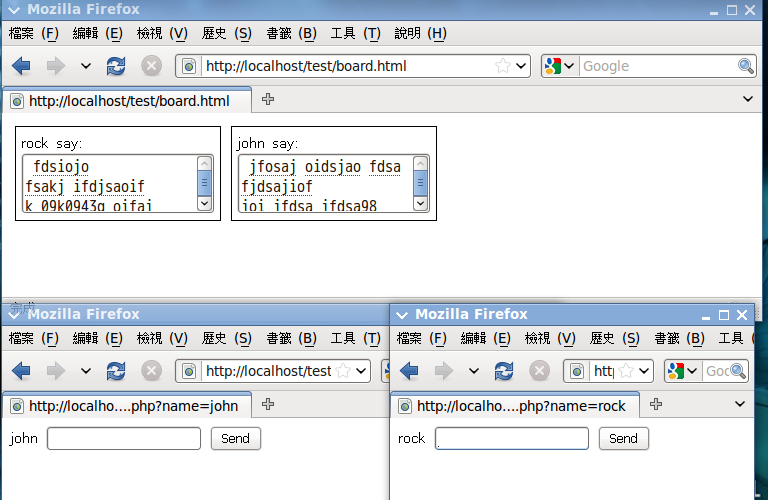 Mozilla Firefox
檔案 (F) 編輯 (E) 檢視 (V) 歷史 (S) 書籤 (B) 工具 (T) 說明 (H)
http://localhost/test/board.html Google
http://localhost/test/board.html
rock say:
fdsiojo
fsakj ifdjsaoif
k 09k0943g oifaj
john say:
jfosaj oidsjao fdsa
fjdsajiof
ioi ifdsa ifdsa98
完成
Mozilla Firefox
檔案 (F) 編輯 (E) 檢視 (V) 歷史 (S) 書籤 (B) 工具 (T)
http://localhost/test
http://localho....php?name=john
john Send
Mozilla Firefox
檔案 (F) 編輯 (E) 檢視 (V) 歷史 (S) 書籤 (B) 工具
http Goo
http://localho....php?name=rock
rock Send